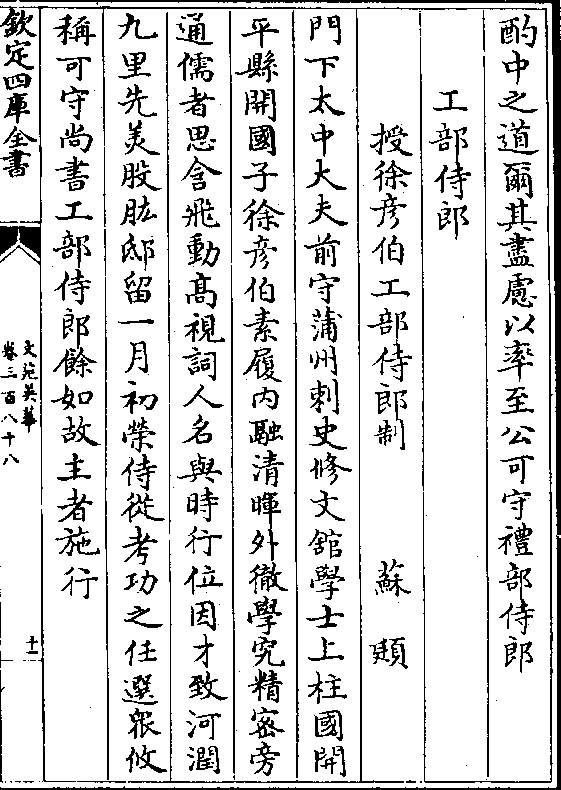 酌中之道爾其盡慮以率至公可守禮部侍郎
工部侍郎
授徐彦伯工部侍郎制
蘇頲
門下太中大夫前守蒲州刺史修文舘學士上柱國開
平縣開國子徐彦伯素履内融清暉外徹學究精密旁
通儒者思含飛動高視詞人名與時行位因才致河潤
九里先美股肱邸留一月初榮侍從考功之任選眾攸
稱可守尚書工部侍郎餘如故主者施行
欽定四庫全書
文苑英華
卷三百八十八
十一